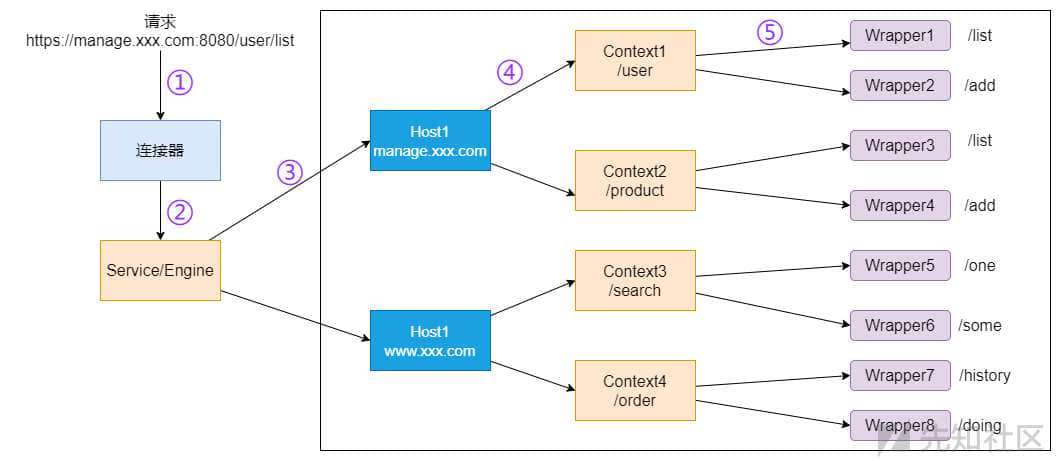 请求
https://manage.xxx.com:8080/user/list
①
连接器
②
Service/Engine
③
Host1
manage.xxx.com
④
Context1
/user
⑤
Wrapper1 /list
Wrapper2 /add
Context2
/product
Wrapper3 /list
Wrapper4 /add
Host1
www.xxx.com
Context3
/search
Wrapper5 /one
Wrapper6 /some
Context4
/order
Wrapper7 /history
Wrapper8 /doing
先知社区